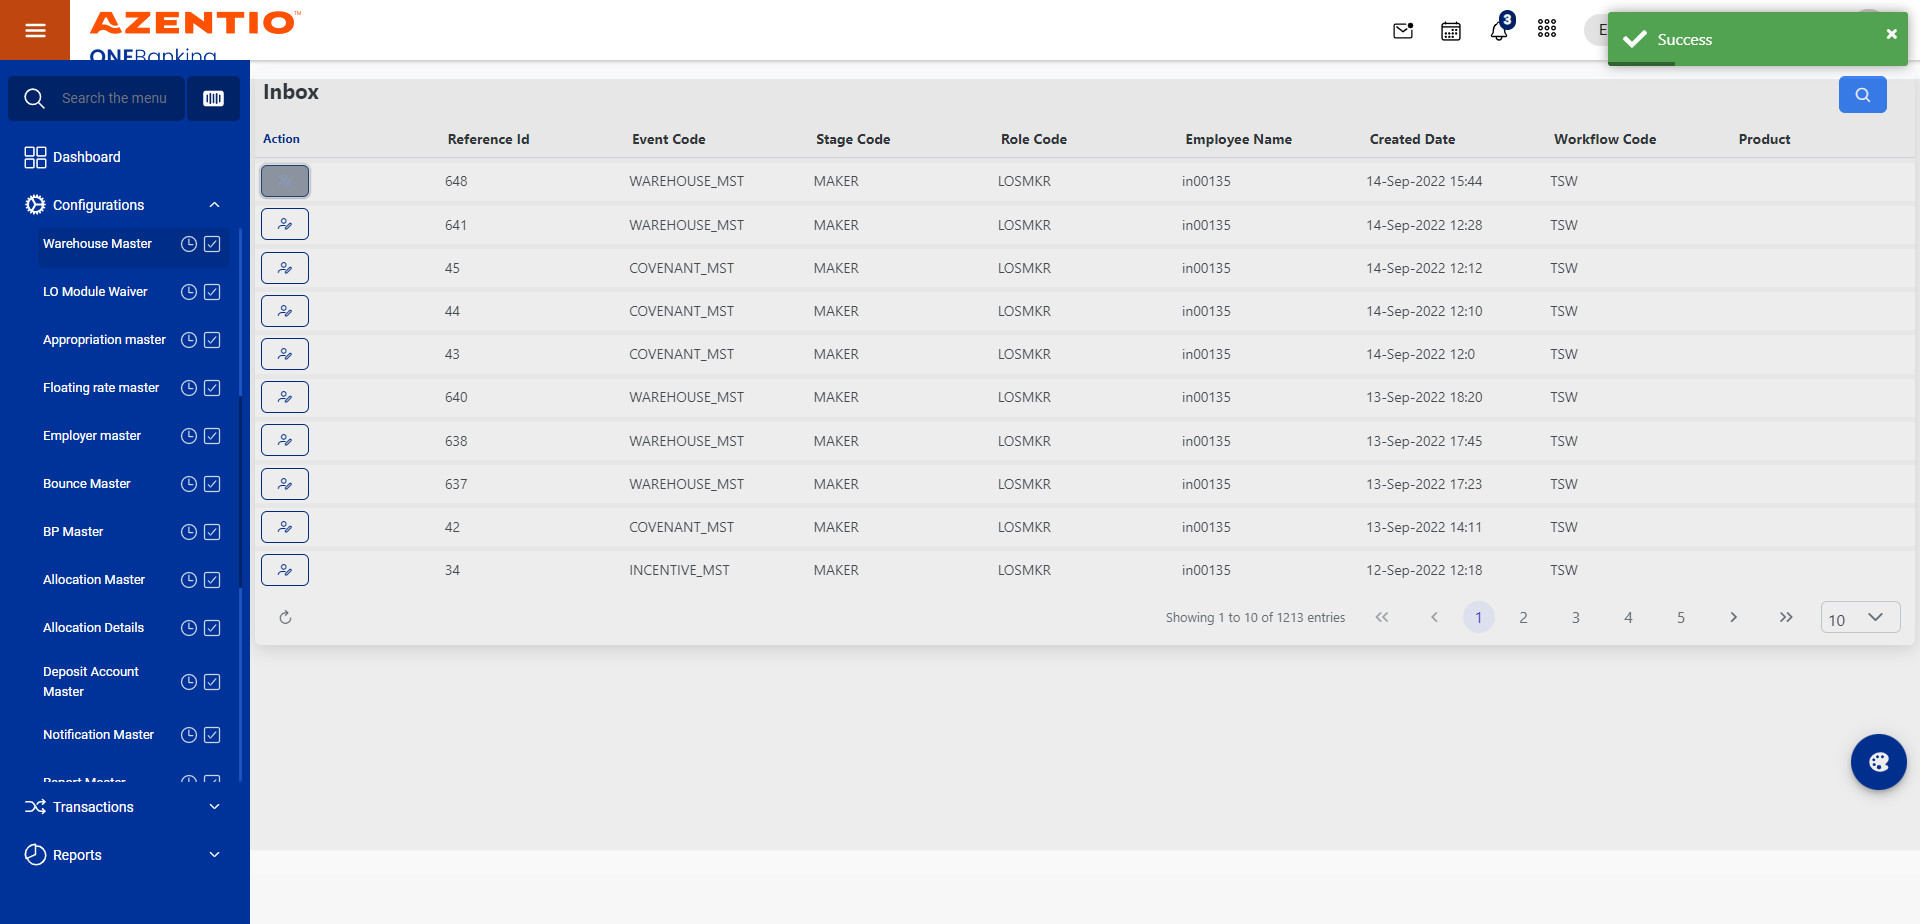 AZENTIO™
ONEBanking
3
E
Success
Search the menu
Dashboard
Configurations
Warehouse Master
LO Module Waiver
Appropriation master
Floating rate master
Employer master
Bounce Master
BP Master
Allocation Master
Allocation Details
Deposit Account
Master
Notification Master
Report Master
Transactions
Reports
Inbox
Action Reference Id Event Code Stage Code Role Code Employee Name Created Date Workflow Code Product
648 WAREHOUSE_MST MAKER LOSMKR in00135 14-Sep-2022 15:44 TSW
641 WAREHOUSE_MST MAKER LOSMKR in00135 14-Sep-2022 12:28 TSW
45 COVENANT_MST MAKER LOSMKR in00135 14-Sep-2022 12:12 TSW
44 COVENANT_MST MAKER LOSMKR in00135 14-Sep-2022 12:10 TSW
43 COVENANT_MST MAKER LOSMKR in00135 14-Sep-2022 12:0 TSW
640 WAREHOUSE_MST MAKER LOSMKR in00135 13-Sep-2022 18:20 TSW
638 WAREHOUSE_MST MAKER LOSMKR in00135 13-Sep-2022 17:45 TSW
637 WAREHOUSE_MST MAKER LOSMKR in00135 13-Sep-2022 17:23 TSW
42 COVENANT_MST MAKER LOSMKR in00135 13-Sep-2022 14:11 TSW
34 INCENTIVE_MST MAKER LOSMKR in00135 12-Sep-2022 12:18 TSW
Showing 1 to 10 of 1213 entries 1 2 3 4 5 10